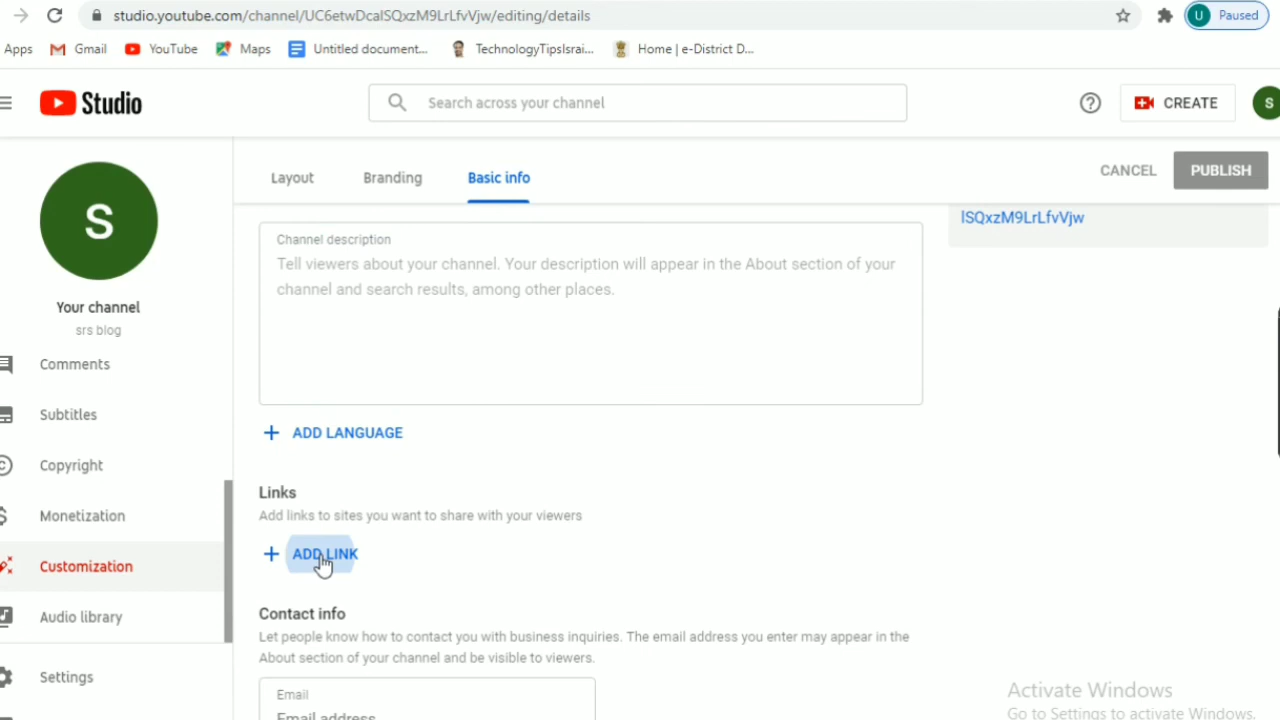 studio.youtube.com/channel/UC6etwDcalSQxzM9LrLfvVjw/editing/details
U Paused
Apps Gmail YouTube Maps Untitled document... TechnologyTipsIsrai... Home | e-District D...
Studio
Search across your channel
CREATE
S
Layout Branding Basic info
CANCEL PUBLISH
lSQxzM9LrLfvVjw
S
Your channel
srs blog
Comments
Subtitles
Copyright
Monetization
Customization
Audio library
Settings
Channel description
Tell viewers about your channel. Your description will appear in the About section of your
channel and search results, among other places.
+ ADD LANGUAGE
Links
Add links to sites you want to share with your viewers
+ ADD LINK
Contact info
Let people know how to contact you with business inquiries. The email address you enter may appear in the
About section of your channel and be visible to viewers.
Email
Email address
Activate Windows
Go to Settings to activate Windows.